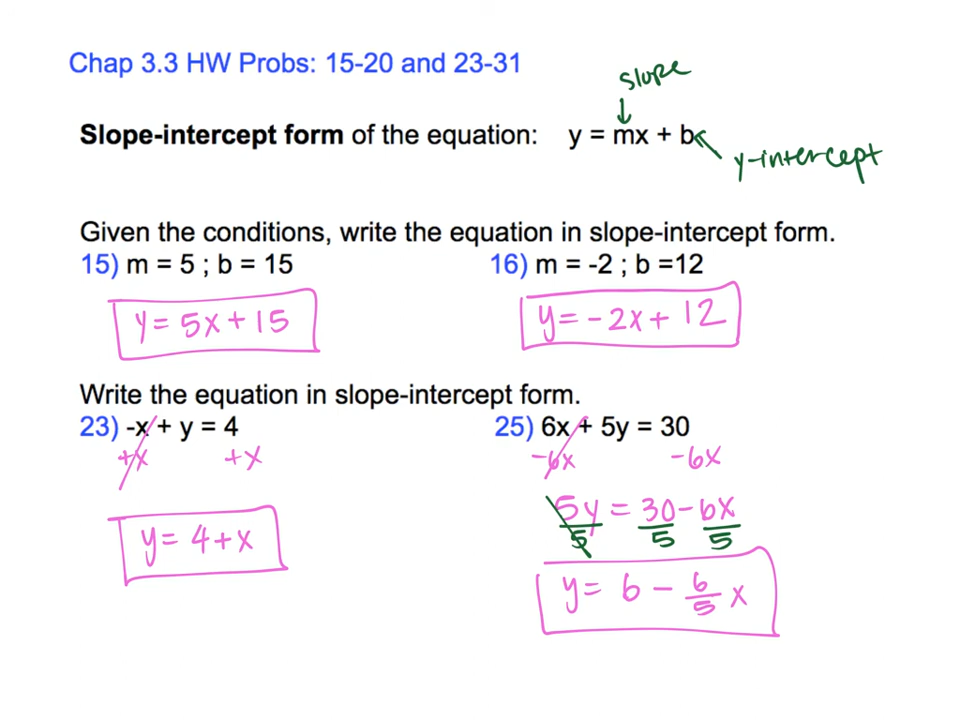 Chap 3.3 HW Probs: 15-20 and 23-31
slope
Slope-intercept form of the equation: y = mx + b
y-intercept
Given the conditions, write the equation in slope-intercept form.
15) m = 5 ; b = 15
16) m = -2 ; b =12
y = 5x + 15
y = -2x + 12
Write the equation in slope-intercept form.
23) -x + y = 4
25) 6x + 5y = 30
+x +x
-6x -6x
5y = 30 - 6x
5 5 5
y = 4 + x
y = 6 - 6/5 x